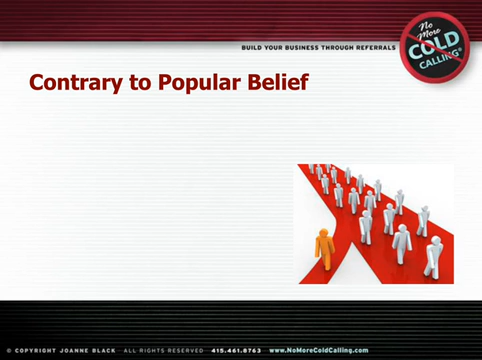 BUILD YOUR BUSINESS THROUGH REFERRALS
No
More
COLD
CALLING®
Contrary to Popular Belief
© COPYRIGHT JOANNE BLACK ALL RIGHTS RESERVED 415.461.8763 www.NoMoreColdCalling.com